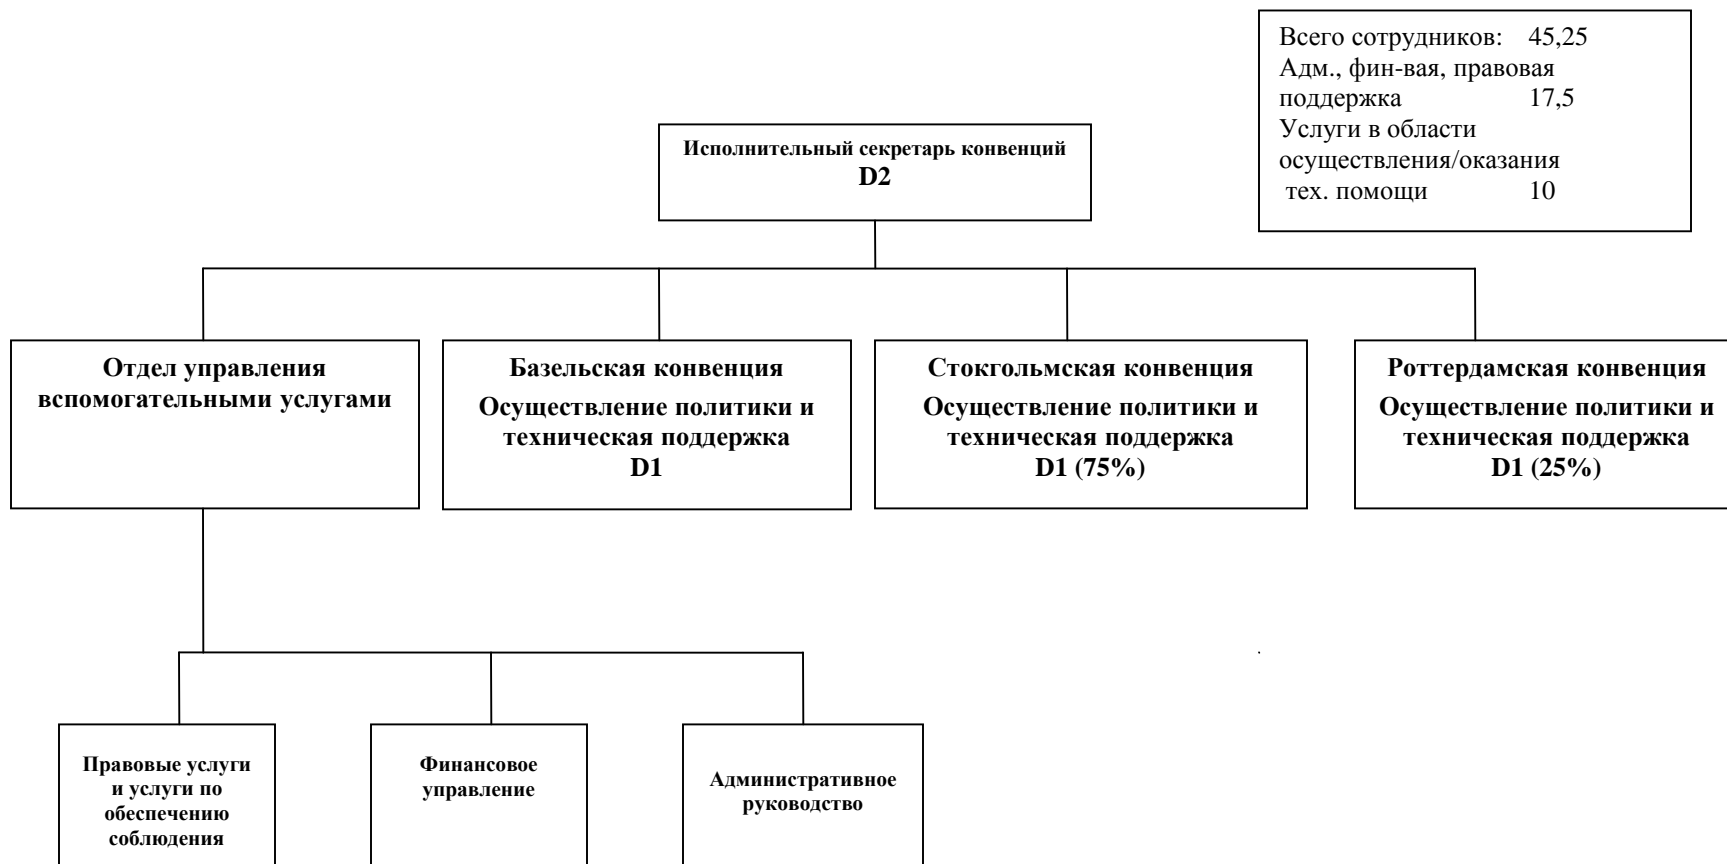 Всего сотрудников: 45,25
Адм., фин-вая, правовая
поддержка 17,5
Услуги в области
осуществления/оказания
тех. помощи 10
Исполнительный секретарь конвенций
D2
Отдел управления
вспомогательными услугами
Базельская конвенция
Осуществление политики и
техническая поддержка
D1
Стокгольмская конвенция
Осуществление политики и
техническая поддержка
D1 (75%)
Роттердамская конвенция
Осуществление политики и
техническая поддержка
D1 (25%)
Правовые услуги
и услуги по
обеспечению
соблюдения
Финансовое
управление
Административное
руководство